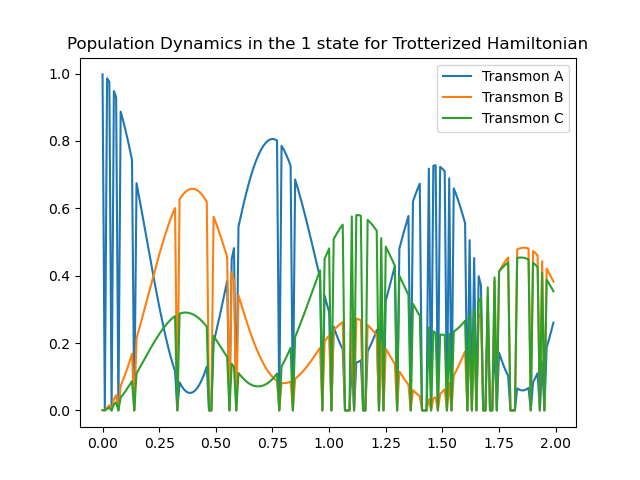 Population Dynamics in the 1 state for Trotterized Hamiltonian
Transmon A
Transmon B
Transmon C
1.0
0.8
0.6
0.4
0.2
0.0
0.00 0.25 0.50 0.75 1.00 1.25 1.50 1.75 2.00